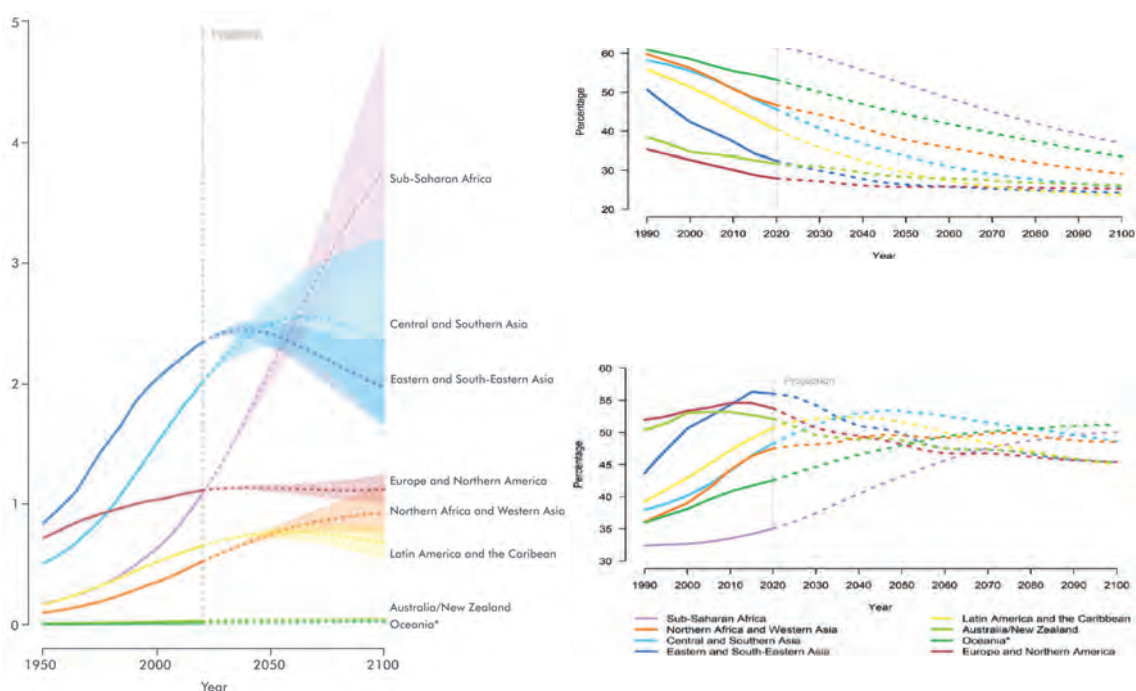 5
4
3
2
1
0
1950
2000
2050
2100
Year
Sub-Saharan Africa
Central and Southern Asia
Eastern and South-Eastern Asia
Europe and Northern America
Northern Africa and Western Asia
Latin America and the Caribean
Australia/New Zealand
Oceania*
Percentage
60
50
40
30
20
1990 2000 2010 2020 2030 2040 2050 2060 2070 2080 2090 2100
Year
Percentage
60
55
50
45
40
35
30
Projection
1990 2000 2010 2020 2030 2040 2050 2060 2070 2080 2090 2100
Year
Sub-Saharan Africa
Northern Africa and Western Asia
Central and Southern Asia
Eastern and South-Eastern Asia
Latin America and the Caribbean
Australia/New Zealand
Oceania*
Europe and Northern America